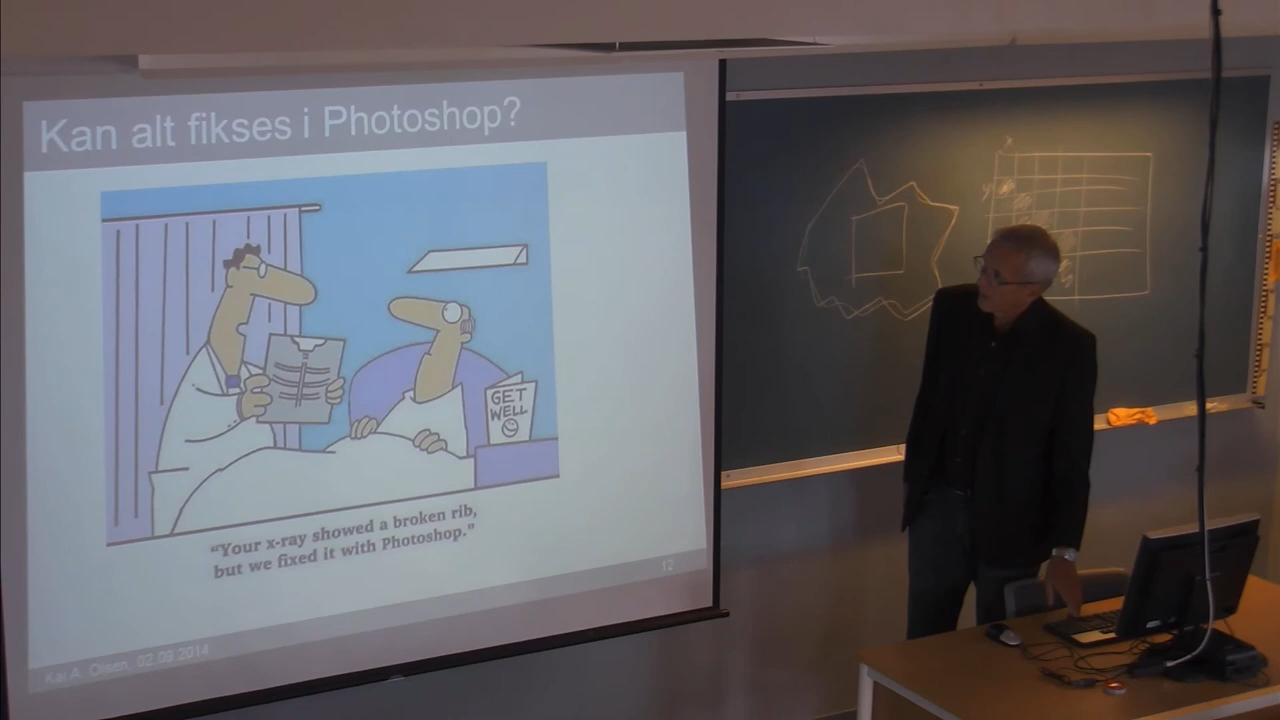 Kan alt fikses i Photoshop?
GET
WELL
“Your x-ray showed a broken rib,
but we fixed it with Photoshop.”
12
Kai A. Olsen, 02.09.2014
x
y